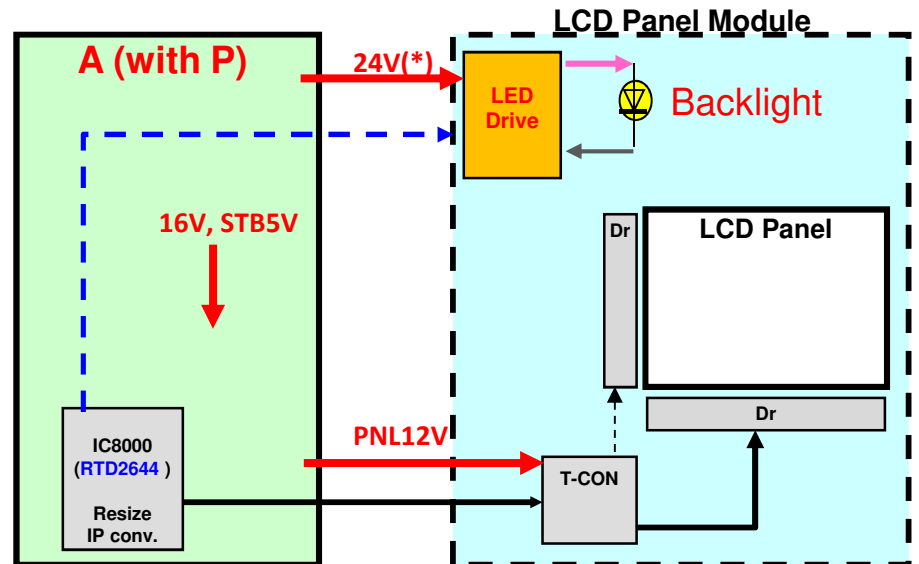 LCD Panel Module
A (with P)
24V(*)
LED
Drive
Backlight
16V, STB5V
Dr
LCD Panel
Dr
PNL12V
IC8000
(RTD2644 )
Resize
IP conv.
T-CON